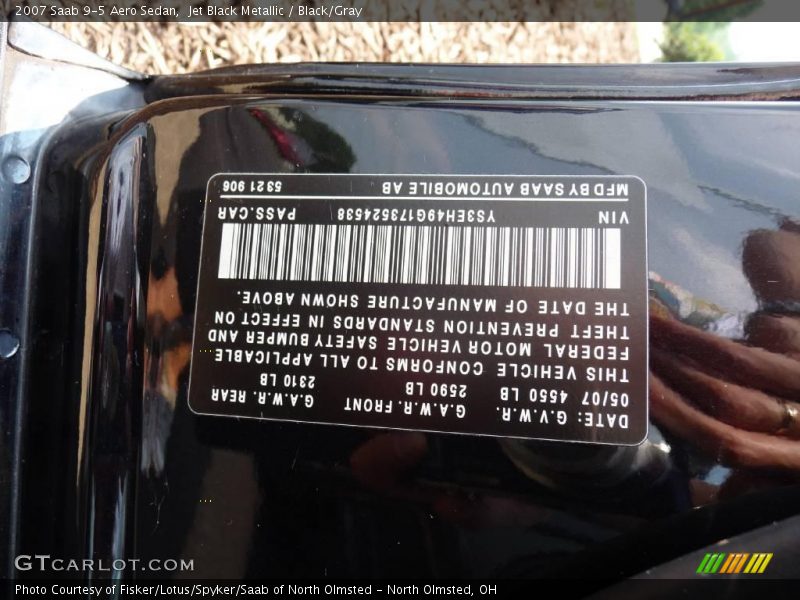 2007 Saab 9-5 Aero Sedan,  Jet Black Metallic / Black/Gray
DATE: G.V.W.R. G.A.W.R. FRONT G.A.W.R. REAR
05/07 4550 LB 2590 LB 2310 LB
THIS VEHICLE CONFORMS TO ALL APPLICABLE
FEDERAL MOTOR VEHICLE SAFETY BUMPER AND
THEFT PREVENTION STANDARDS IN EFFECT ON
THE DATE OF MANUFACTURE SHOWN ABOVE.
VIN YS3EH49G173524538 PASS.CAR
MFD BY SAAB AUTOMOBILE AB 5321 906
GTCARLOT.COM
Photo Courtesy of Fisker/Lotus/Spyker/Saab of North Olmsted - North Olmsted, OH